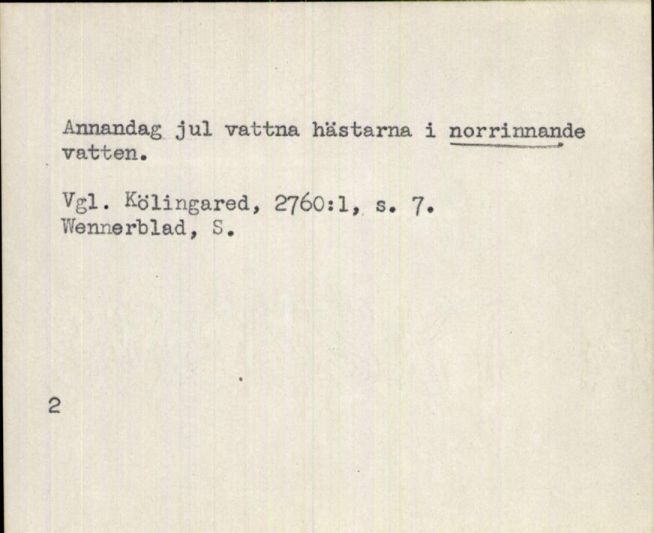 Annandag jul vattna hästarna i norrinnande
vatten.
Vgl. Kölingared, 2760:1, s. 7.
Wennerblad, S.
2